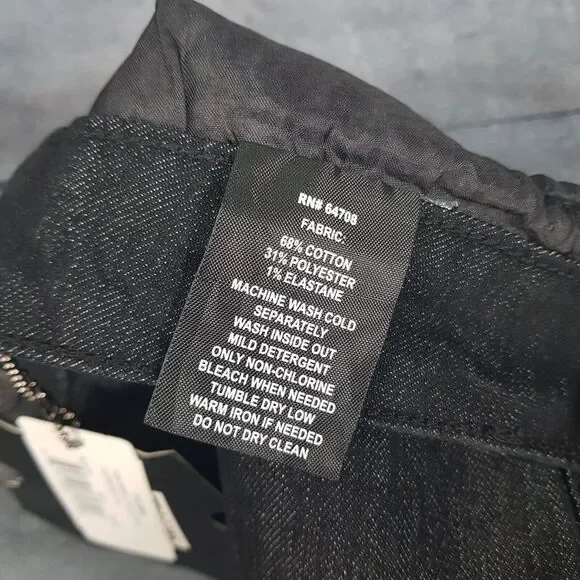 RN# 64708
FABRIC:
68% COTTON
31% POLYESTER
1% ELASTANE
MACHINE WASH COLD
SEPARATELY
WASH INSIDE OUT
MILD DETERGENT
ONLY NON-CHLORINE
BLEACH WHEN NEEDED
TUMBLE DRY LOW
WARM IRON IF NEEDED
DO NOT DRY CLEAN